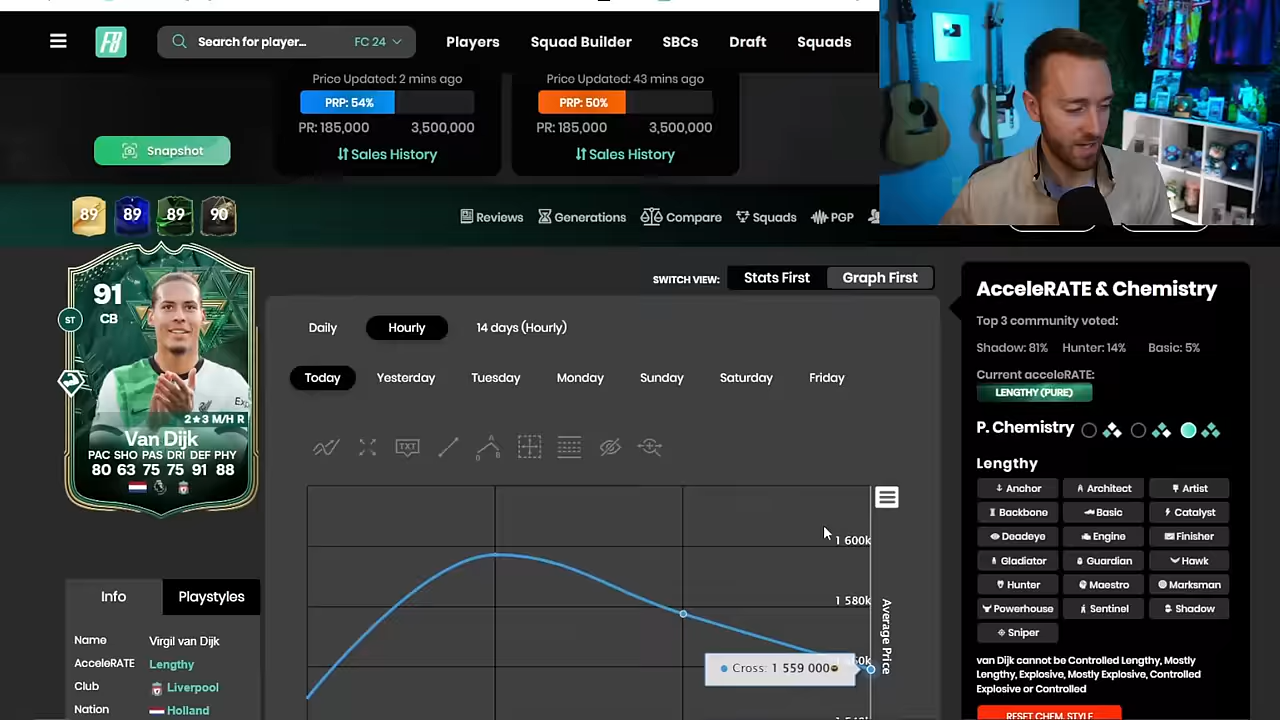 FB
Search for player...
FC 24
Players
Squad Builder
SBCs
Draft
Squads
Price Updated: 2 mins ago
Price Updated: 43 mins ago
PRP: 54%
PRP: 50%
PR: 185,000
3,500,000
PR: 185,000
3,500,000
Sales History
Sales History
Snapshot
89
89
89
90
Reviews
Generations
Compare
Squads
PGP
SWITCH VIEW:
Stats First
Graph First
91
CB
ST
2★3 M/H R
Van Dijk
PAC SHO PAS DRI DEF PHY
80 63 75 75 91 88
Daily
Hourly
14 days (Hourly)
Today
Yesterday
Tuesday
Monday
Sunday
Saturday
Friday
TXT
1 600k
1 580k
Average Price
Cross: 1 559 000
Info
Playstyles
Name
Virgil van Dijk
AcceleRATE
Lengthy
Club
Liverpool
Nation
Holland
AcceleRATE & Chemistry
Top 3 community voted:
Shadow: 81%
Hunter: 14%
Basic: 5%
Current acceleRATE:
LENGTHY (PURE)
P. Chemistry
Lengthy
Anchor
Architect
Artist
Backbone
Basic
Catalyst
Deadeye
Engine
Finisher
Gladiator
Guardian
Hawk
Hunter
Maestro
Marksman
Powerhouse
Sentinel
Shadow
Sniper
van Dijk cannot be Controlled Lengthy, Mostly
Lengthy, Explosive, Mostly Explosive, Controlled
Explosive or Controlled
RESET CHEM. STYLE